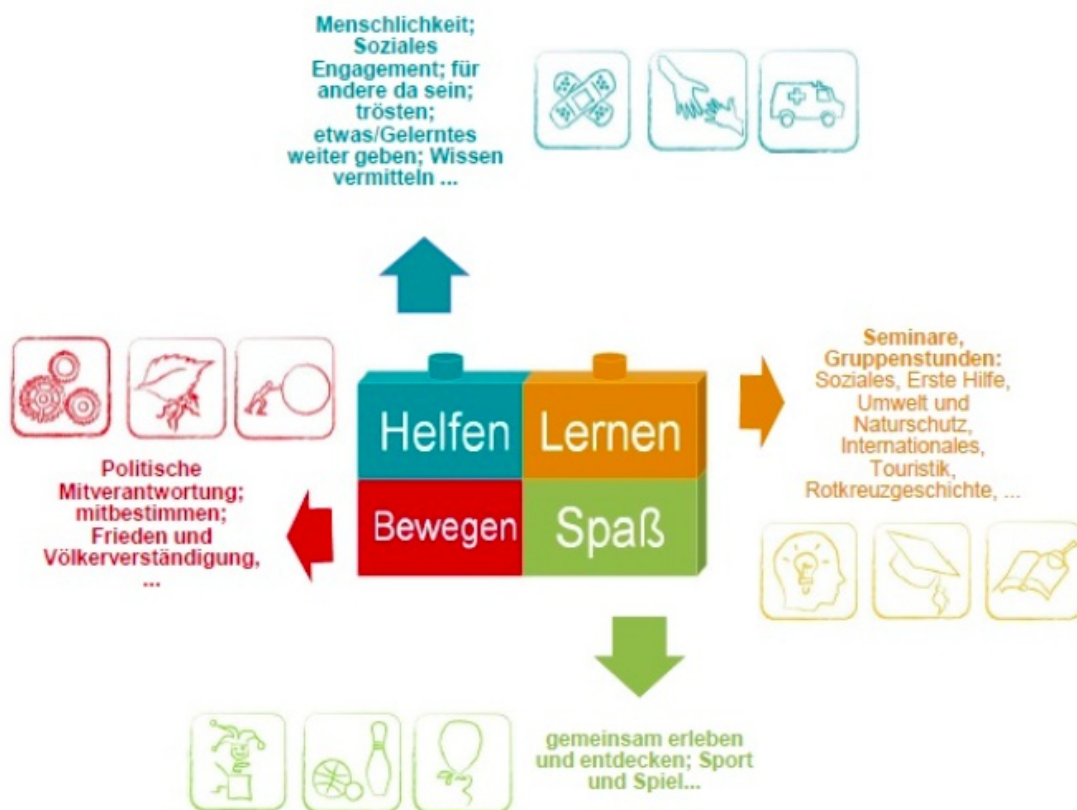 Menschlichkeit;
Soziales
Engagement; für
andere da sein;
trösten;
etwas/Gelerntes
weiter geben; Wissen
vermitteln ...
Seminare,
Gruppenstunden:
Soziales, Erste Hilfe,
Umwelt und
Naturschutz,
Internationales,
Touristik,
Rotkreuzgeschichte, ...
Helfen
Lernen
Bewegen
Spaß
Politische
Mitverantwortung;
mitbestimmen;
Frieden und
Völkerverständigung,
...
gemeinsam erleben
und entdecken; Sport
und Spiel...